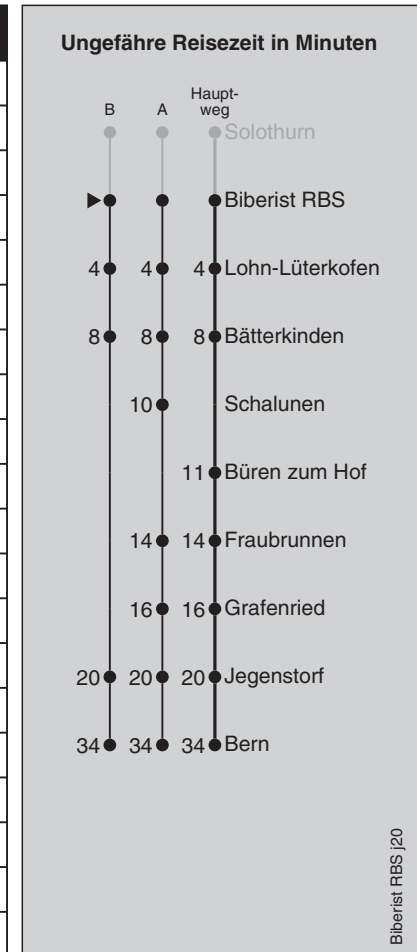 Ungefähre Reisezeit in Minuten
B A Haupt-
weg
Solothurn
Biberist RBS
4 4 4 Lohn-Lüterkofen
8 8 8 Bätterkinden
10 Schalunen
11 Büren zum Hof
14 14 Fraubrunnen
16 16 Grafenried
20 20 20 Jegenstorf
34 34 34 Bern
Biberist RBS j20